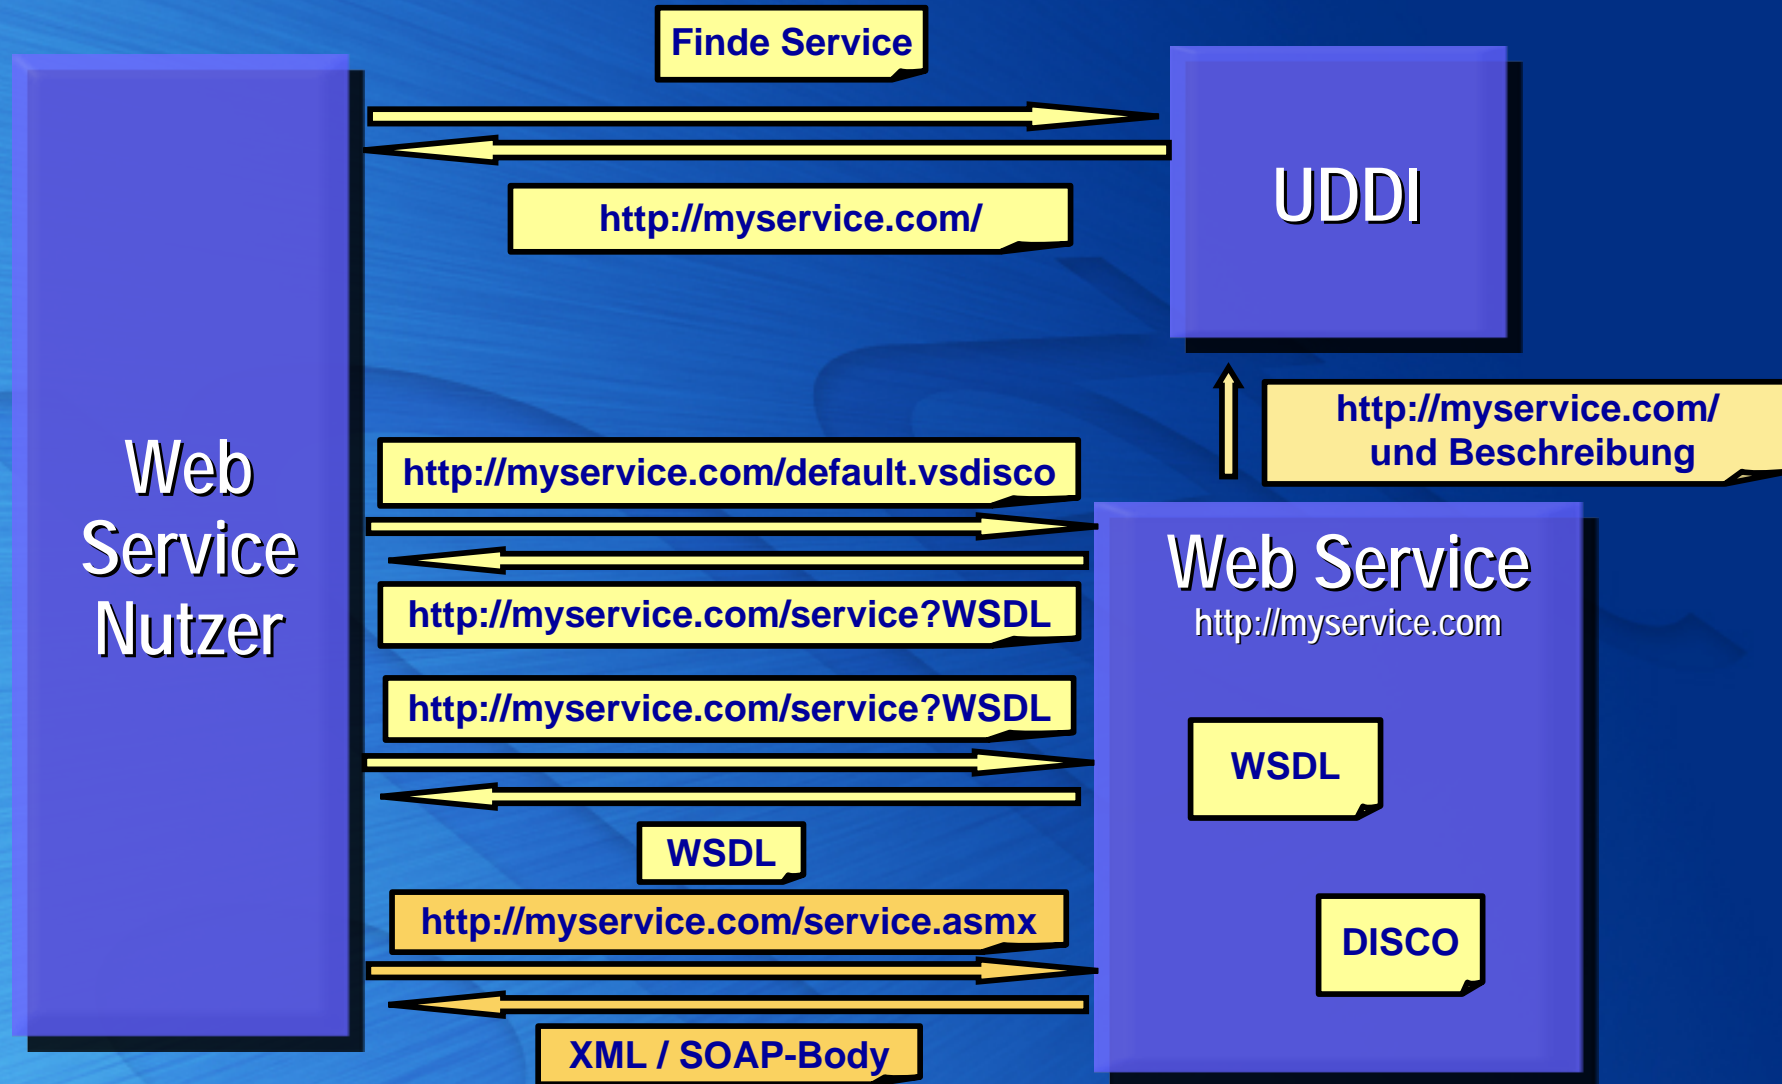 Finde Service
http://myservice.com/
UDDI
http://myservice.com/
und Beschreibung
Web
Service
Nutzer
http://myservice.com/default.vsdisco
http://myservice.com/service?WSDL
http://myservice.com/service?WSDL
WSDL
http://myservice.com/service.asmx
XML / SOAP-Body
Web Service
http://myservice.com
WSDL
DISCO